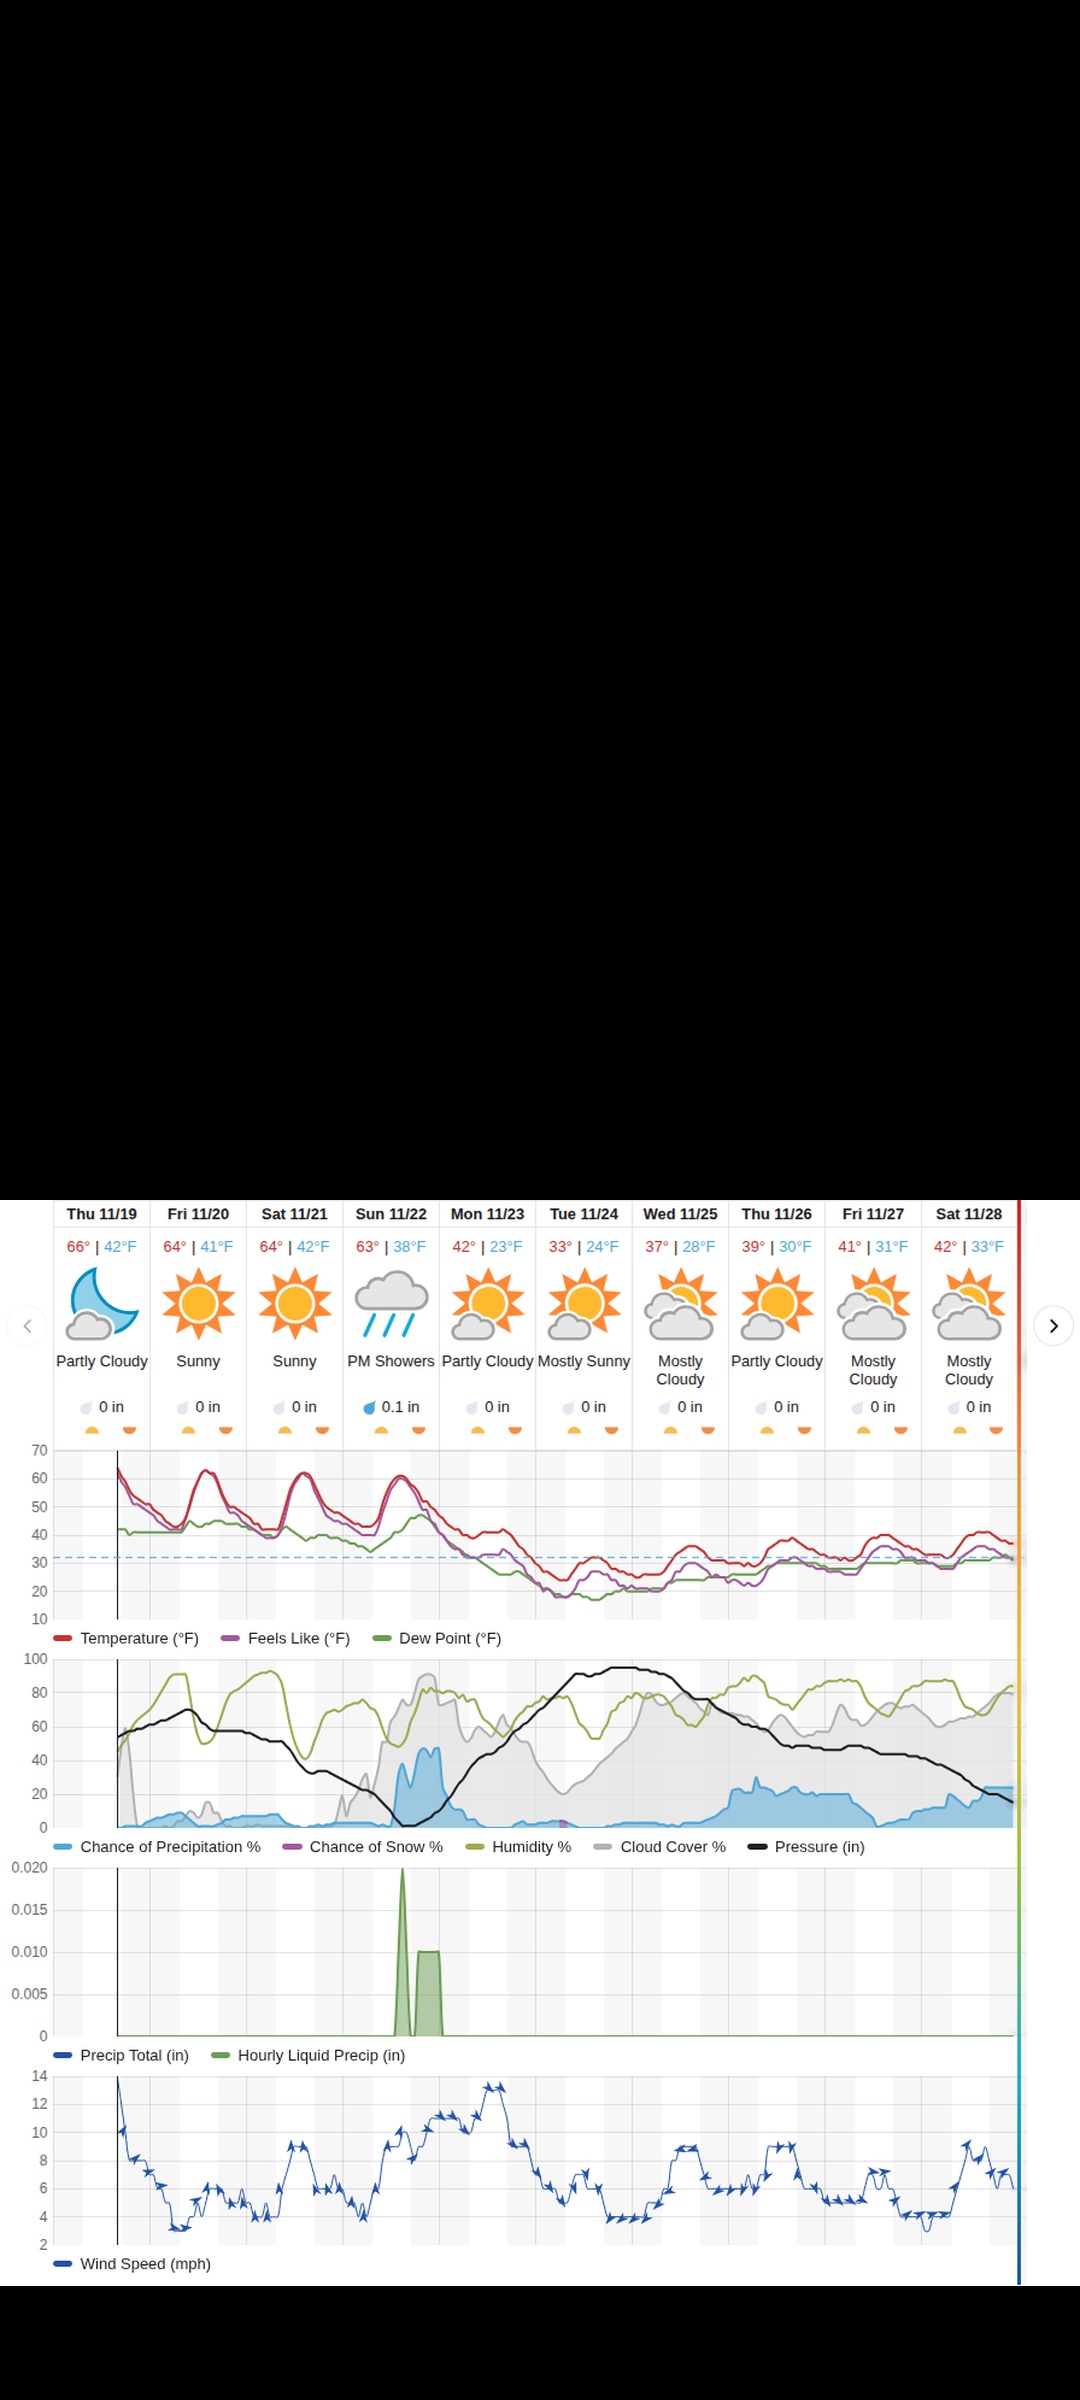 Thu 11/19 Fri 11/20 Sat 11/21 Sun 11/22 Mon 11/23 Tue 11/24 Wed 11/25 Thu 11/26 Fri 11/27 Sat 11/28
66° | 42°F 64° | 41°F 64° | 42°F 63° | 38°F 42° | 23°F 33° | 24°F 37° | 28°F 39° | 30°F 41° | 31°F 42° | 33°F
Partly Cloudy Sunny Sunny PM Showers Partly Cloudy Mostly Sunny Mostly Partly Cloudy Mostly Mostly
Cloudy Cloudy Cloudy
0 in 0 in 0 in 0.1 in 0 in 0 in 0 in 0 in 0 in 0 in
70
60
50
40
30
20
10
Temperature (°F) Feels Like (°F) Dew Point (°F)
100
80
60
40
20
0
Chance of Precipitation % Chance of Snow % Humidity % Cloud Cover % Pressure (in)
0.020
0.015
0.010
0.005
0
Precip Total (in) Hourly Liquid Precip (in)
14
12
10
8
6
4
2
Wind Speed (mph)